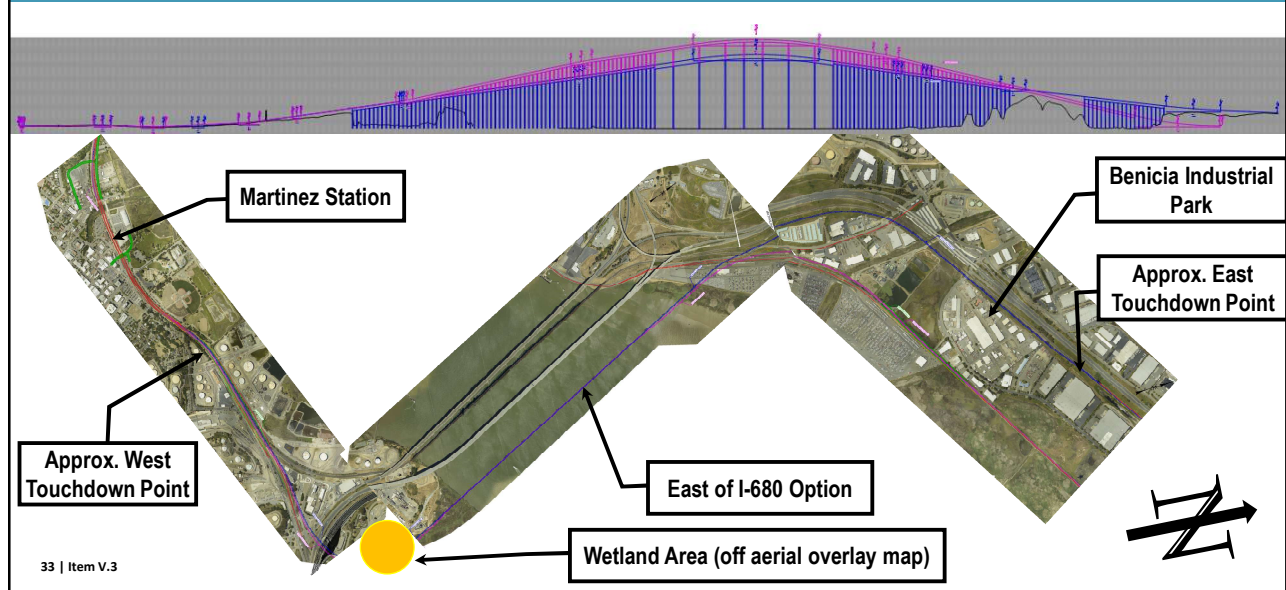 Martinez Station
Benicia Industrial
Park
Approx. East
Touchdown Point
Approx. West
Touchdown Point
East of I-680 Option
Wetland Area (off aerial overlay map)
N
33 | Item V.3